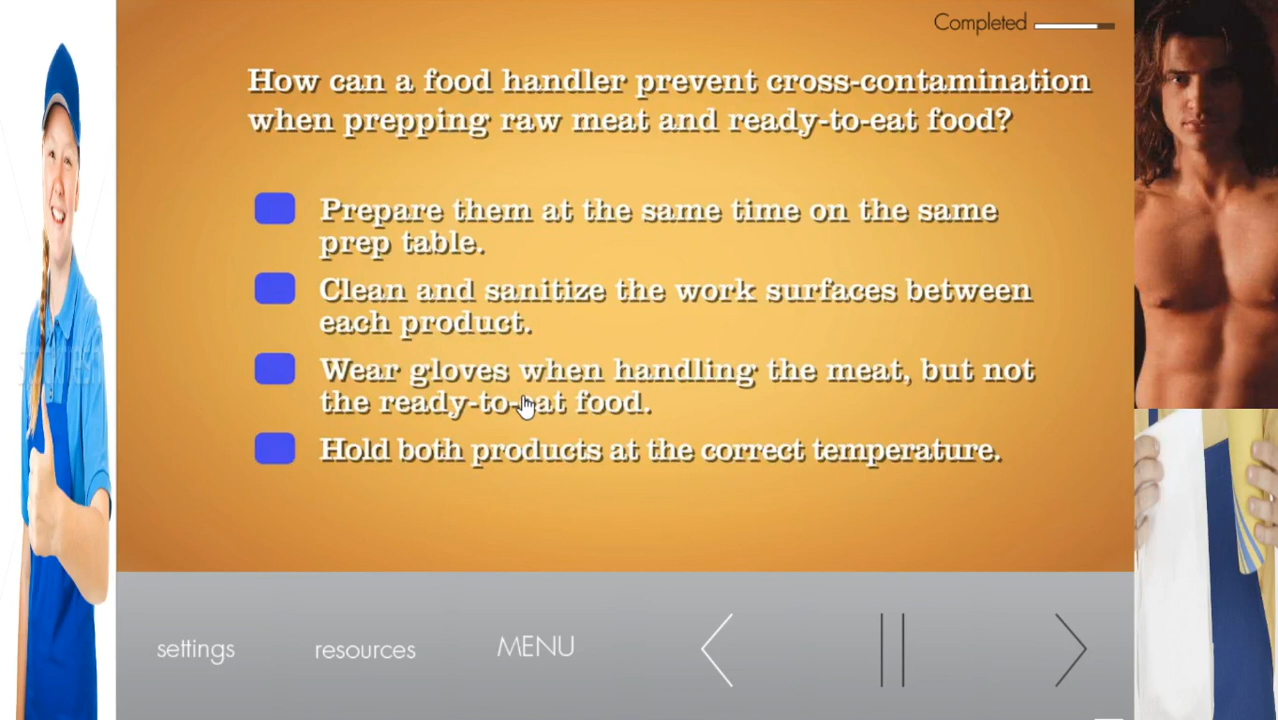 Completed
How can a food handler prevent cross-contamination
when prepping raw meat and ready-to-eat food?
Prepare them at the same time on the same
prep table.
Clean and sanitize the work surfaces between
each product.
Wear gloves when handling the meat, but not
the ready-to-eat food.
Hold both products at the correct temperature.
settings
resources
MENU